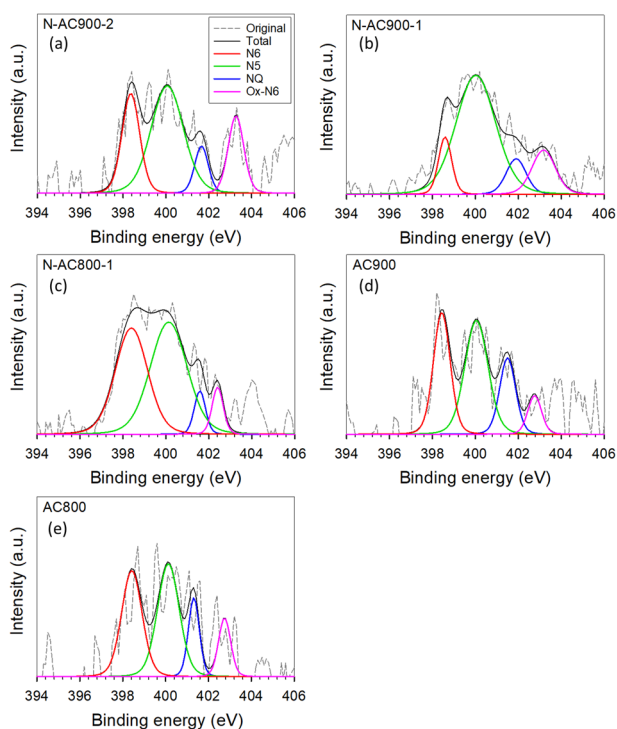 N-AC900-2
(a)
Original
Total
N6
N5
NQ
Ox-N6
Intensity (a.u.)
394 396 398 400 402 404 406
Binding energy (eV)
N-AC900-1
(b)
Intensity (a.u.)
394 396 398 400 402 404 406
Binding energy (eV)
N-AC800-1
(c)
Intensity (a.u.)
394 396 398 400 402 404 406
Binding energy (eV)
AC900
(d)
Intensity (a.u.)
394 396 398 400 402 404 406
Binding energy (eV)
AC800
(e)
Intensity (a.u.)
394 396 398 400 402 404 406
Binding energy (eV)